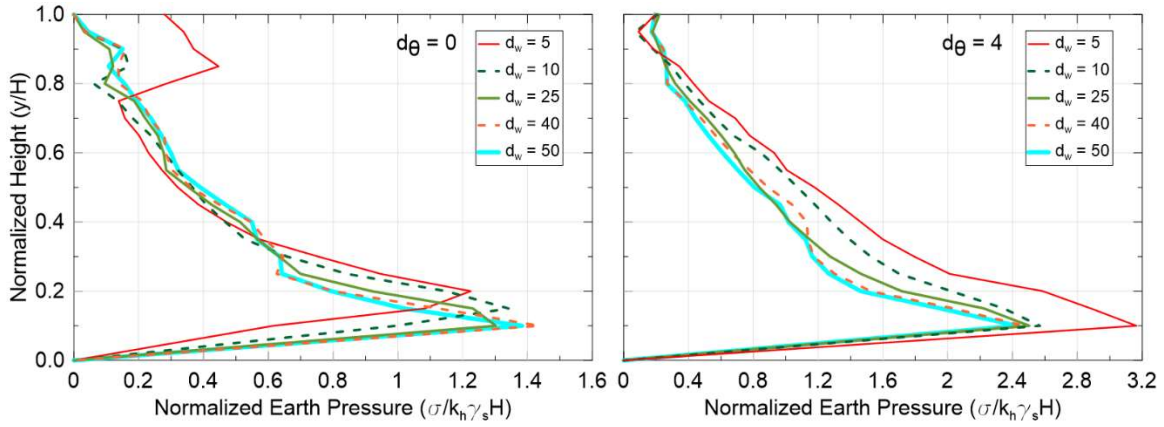 Normalized Height (y/H)
1.0
0.8
0.6
0.4
0.2
0.0
dθ = 0
dw = 5
dw = 10
dw = 25
dw = 40
dw = 50
0 0.2 0.4 0.6 0.8 1 1.2 1.4 1.6
Normalized Earth Pressure (σ/khγsH)
dθ = 4
dw = 5
dw = 10
dw = 25
dw = 40
dw = 50
0 0.4 0.8 1.2 1.6 2 2.4 2.8 3.2
Normalized Earth Pressure (σ/khγsH)